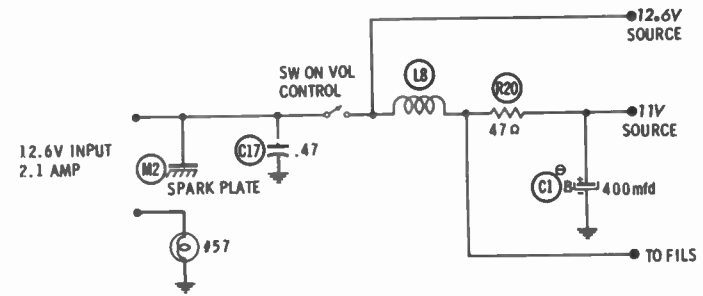 12.6V
SOURCE
L8
SW ON VOL
CONTROL
R20
47Ω
11V
SOURCE
12.6V INPUT
2.1 AMP
C17
.47
M2
SPARK PLATE
C1
B
+
-
400mfd
#57
TO FILS